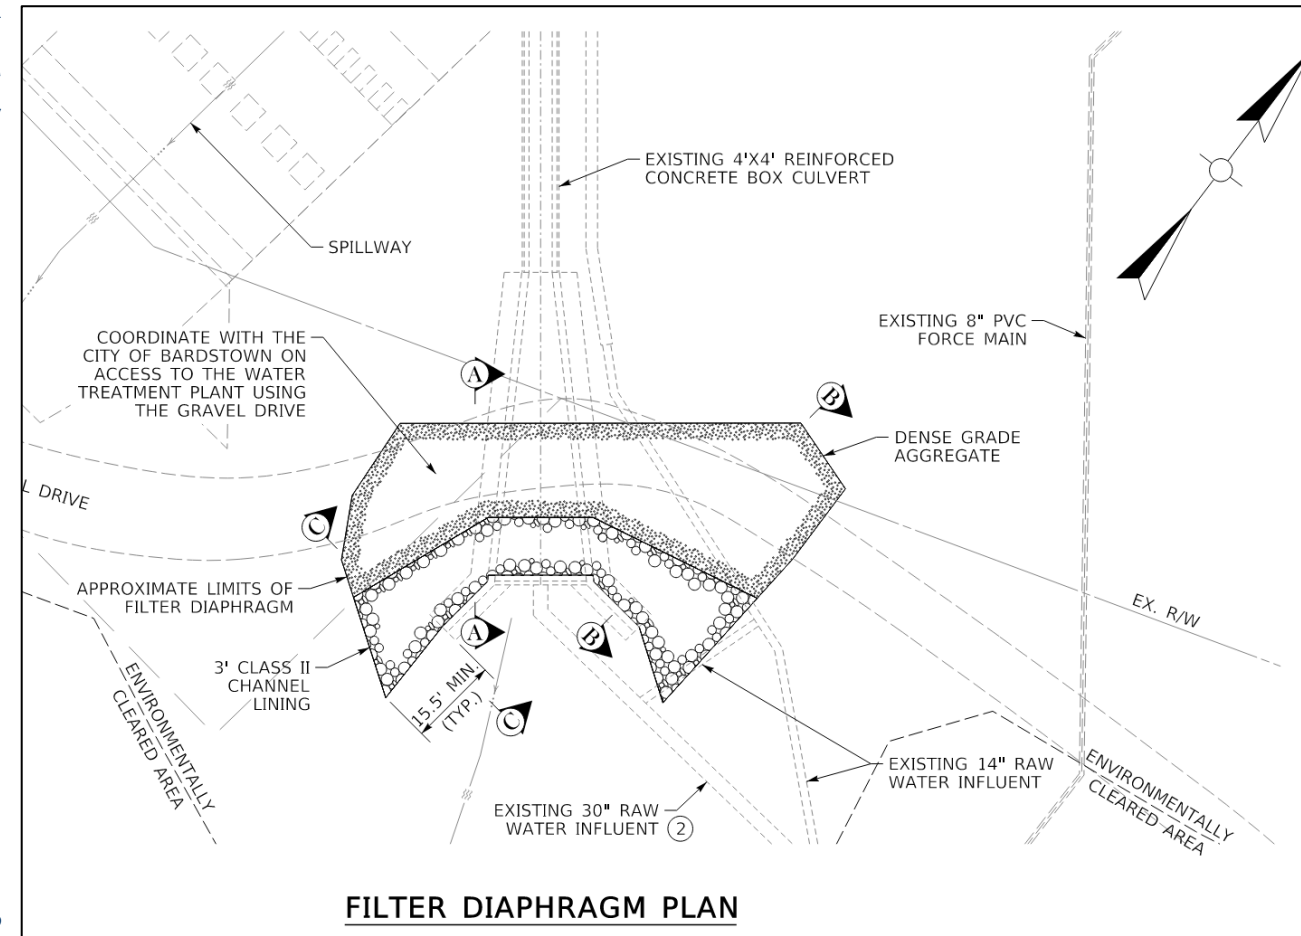 EXISTING 4'X4' REINFORCED
CONCRETE BOX CULVERT
SPILLWAY
EXISTING 8" PVC
FORCE MAIN
COORDINATE WITH THE
CITY OF BARDSTOWN ON
ACCESS TO THE WATER
TREATMENT PLANT USING
THE GRAVEL DRIVE
A
B
DENSE GRADE
AGGREGATE
L DRIVE
C
APPROXIMATE LIMITS OF
FILTER DIAPHRAGM
EX. R/W
A
B
3' CLASS II
CHANNEL
LINING
15.5' MIN.
(TYP.)
C
ENVIRONMENTALLY
CLEARED AREA
EXISTING 14" RAW
WATER INFLUENT
ENVIRONMENTALLY
CLEARED AREA
EXISTING 30" RAW
WATER INFLUENT 2
FILTER DIAPHRAGM PLAN